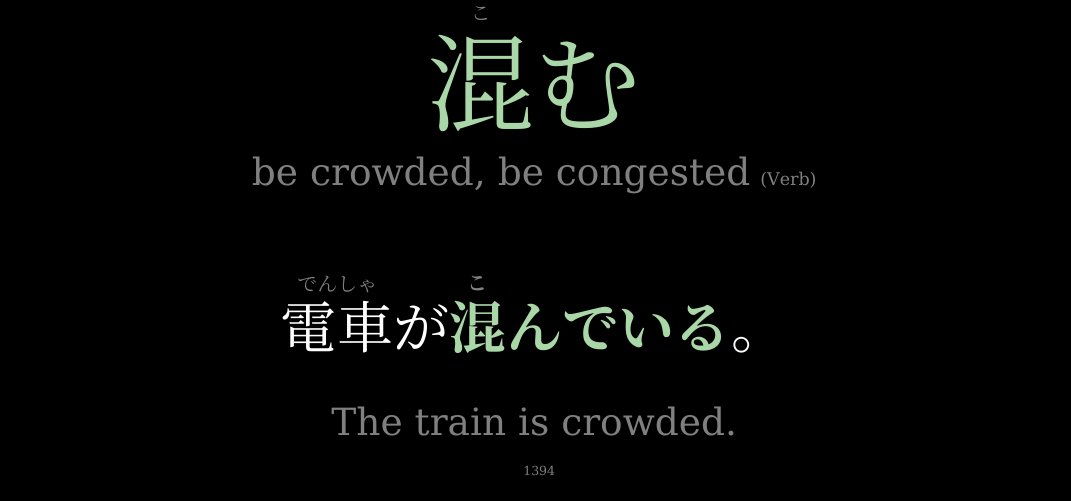 こ
混む
be crowded, be congested (Verb)
でんしゃ こ
電車が混んでいる。
The train is crowded.
1394